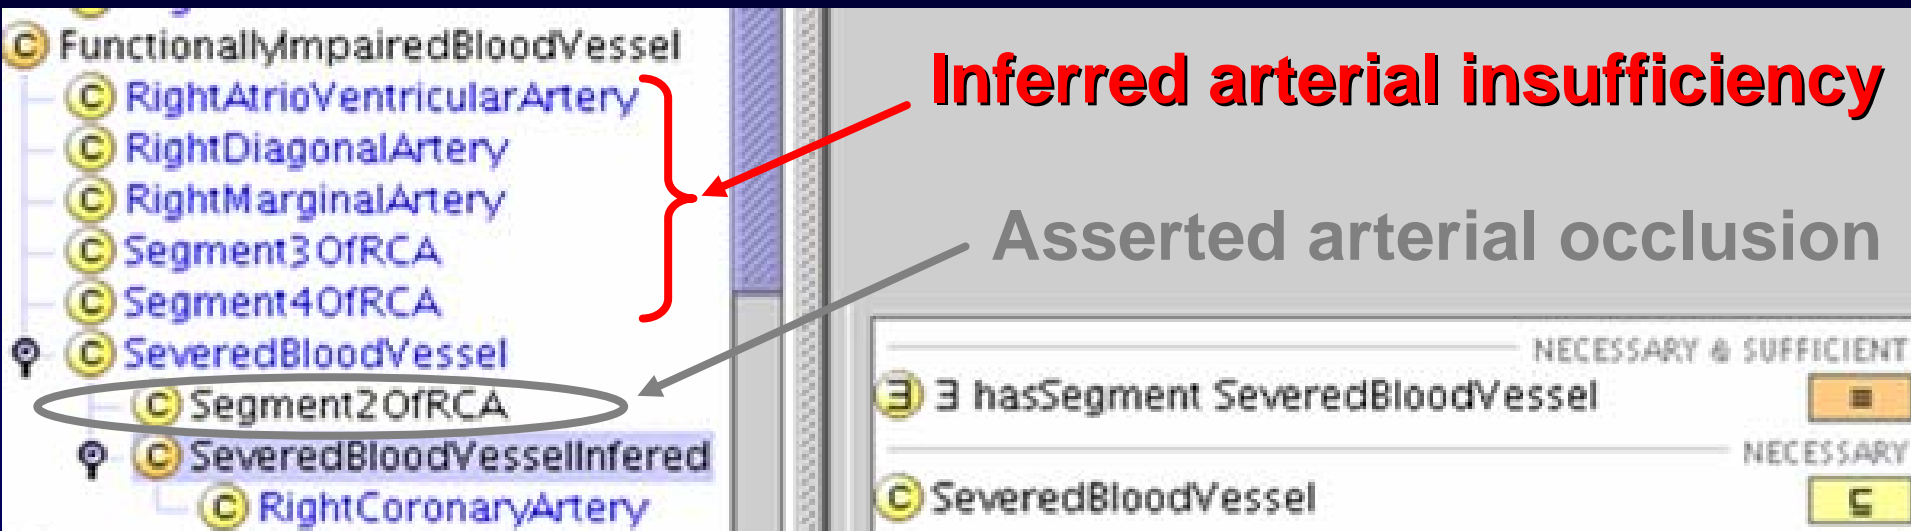 FunctionallyImpairedBloodVessel
RightAtrioVentricularArtery
RightDiagonalArtery
RightMarginalArtery
Segment3OfRCA
Segment4OfRCA
SeveredBloodVessel
Segment2OfRCA
SeveredBloodVesselInfered
RightCoronaryArtery
Inferred arterial insufficiency
Asserted arterial occlusion
NECESSARY & SUFFICIENT
∃ hasSegment SeveredBloodVessel
≡
NECESSARY
SeveredBloodVessel
⊑